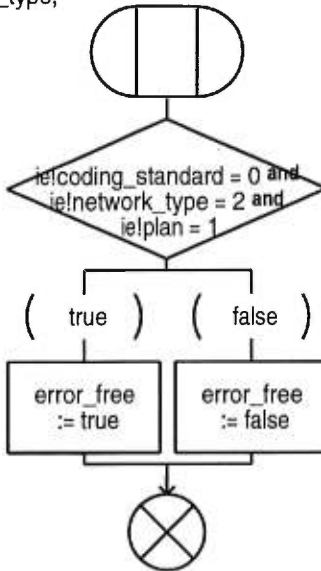 _type;
ie!coding_standard = 0 and
ie!network_type = 2 and
ie!plan = 1
( true ) ( false )
error_free
:= true
error_free
:= false